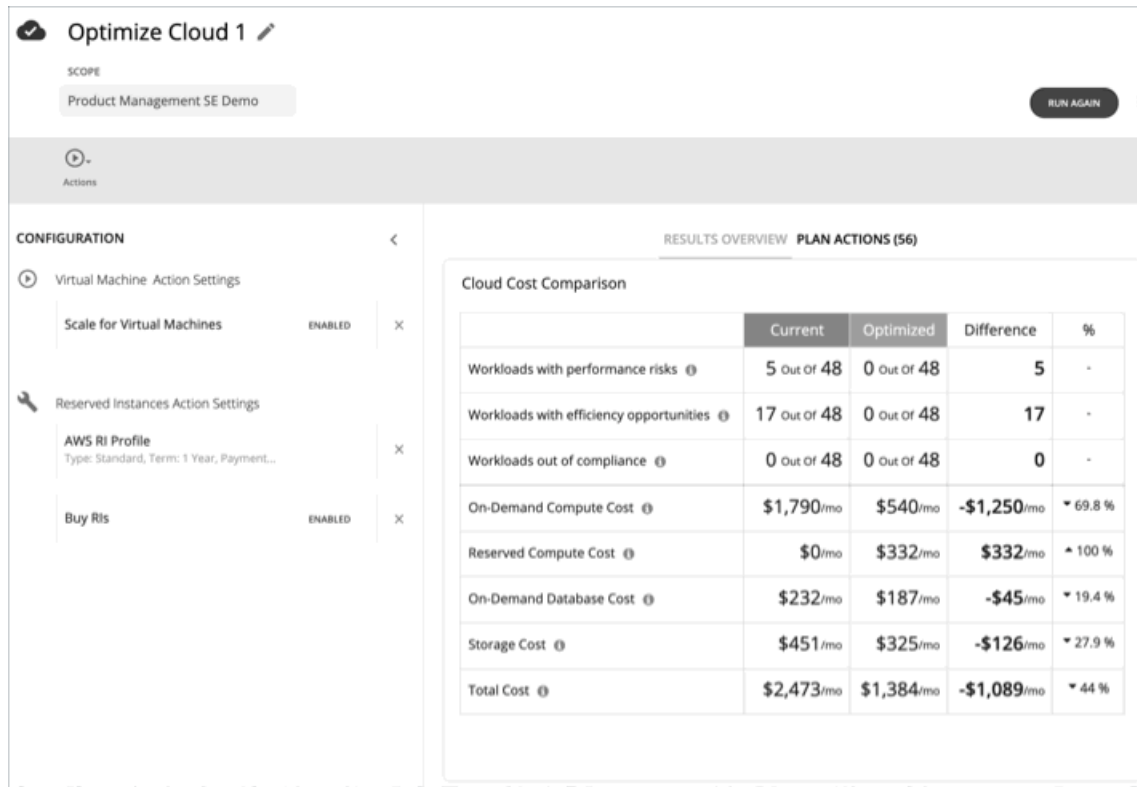 Optimize Cloud 1
SCOPE
Product Management SE Demo
RUN AGAIN
Actions
CONFIGURATION
Virtual Machine Action Settings
Scale for Virtual Machines ENABLED
Reserved Instances Action Settings
AWS RI Profile
Type: Standard, Term: 1 Year, Payment...
Buy RIs ENABLED
RESULTS OVERVIEW PLAN ACTIONS (56)
Cloud Cost Comparison
Current Optimized Difference %
Workloads with performance risks 5 Out Of 48 0 Out Of 48 5 -
Workloads with efficiency opportunities 17 Out Of 48 0 Out Of 48 17 -
Workloads out of compliance 0 Out Of 48 0 Out Of 48 0 -
On-Demand Compute Cost $1,790/mo $540/mo -$1,250/mo 69.8 %
Reserved Compute Cost $0/mo $332/mo $332/mo 100 %
On-Demand Database Cost $232/mo $187/mo -$45/mo 19.4 %
Storage Cost $451/mo $325/mo -$126/mo 27.9 %
Total Cost $2,473/mo $1,384/mo -$1,089/mo 44 %